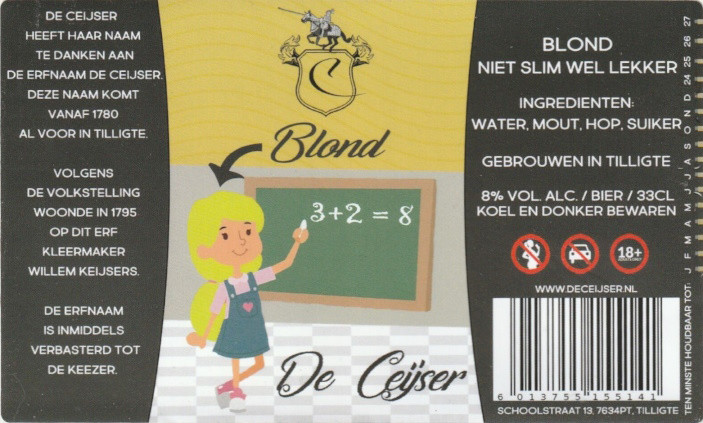 DE CEIJSER
HEEFT HAAR NAAM
TE DANKEN AAN
DE ERFNAAM DE CEIJSER.
DEZE NAAM KOMT
VANAF 1780
AL VOOR IN TILLIGTE.
VOLGENS
DE VOLKSTELLING
WOONDE IN 1795
OP DIT ERF
KLEERMAKER
WILLEM KEIJSERS.
DE ERFNAAM
IS INMIDDELS
VERBASTERD TOT
DE KEEZER.
C
Blond
3+2 = 8
De Ceijser
BLOND
NIET SLIM WEL LEKKER
INGREDIENTEN:
WATER, MOUT, HOP, SUIKER
GEBROUWEN IN TILLIGTE
8% VOL. ALC. / BIER / 33CL
KOEL EN DONKER BEWAREN
18+
WWW.DECEIJSER.NL
6 013755 155141
SCHOOLSTRAAT 13, 7634PT, TILLIGTE
TEN MINSTE HOUDBAAR TOT: J F M A M J J A S O N D 24 25 26 27